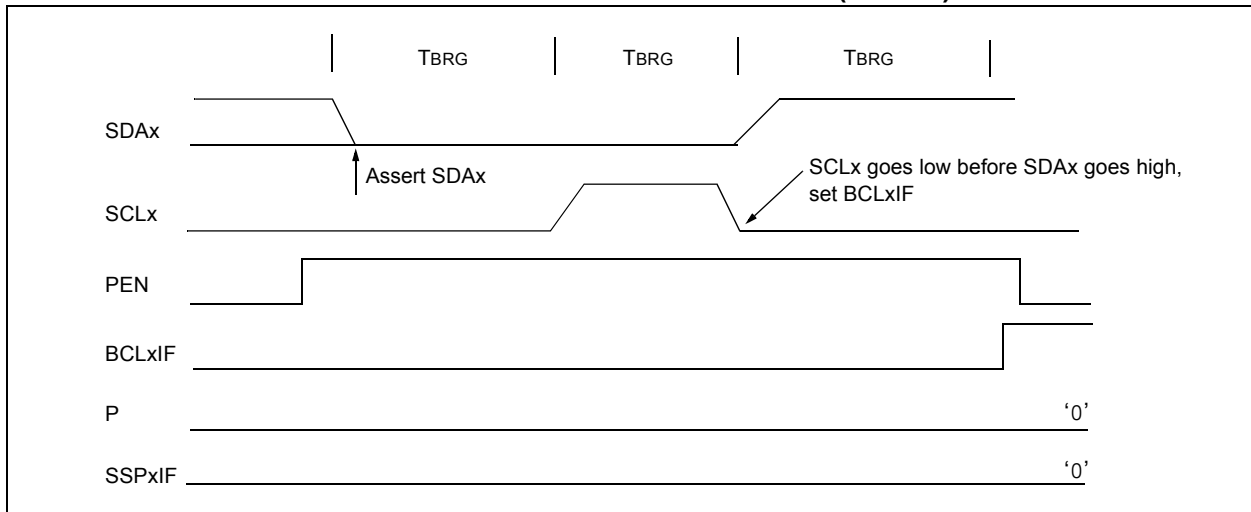 TBRG TBRG TBRG
SDAx
Assert SDAx
SCLx goes low before SDAx goes high,
set BCLxIF
SCLx
PEN
BCLxIF
P
‘0’
SSPxIF
‘0’